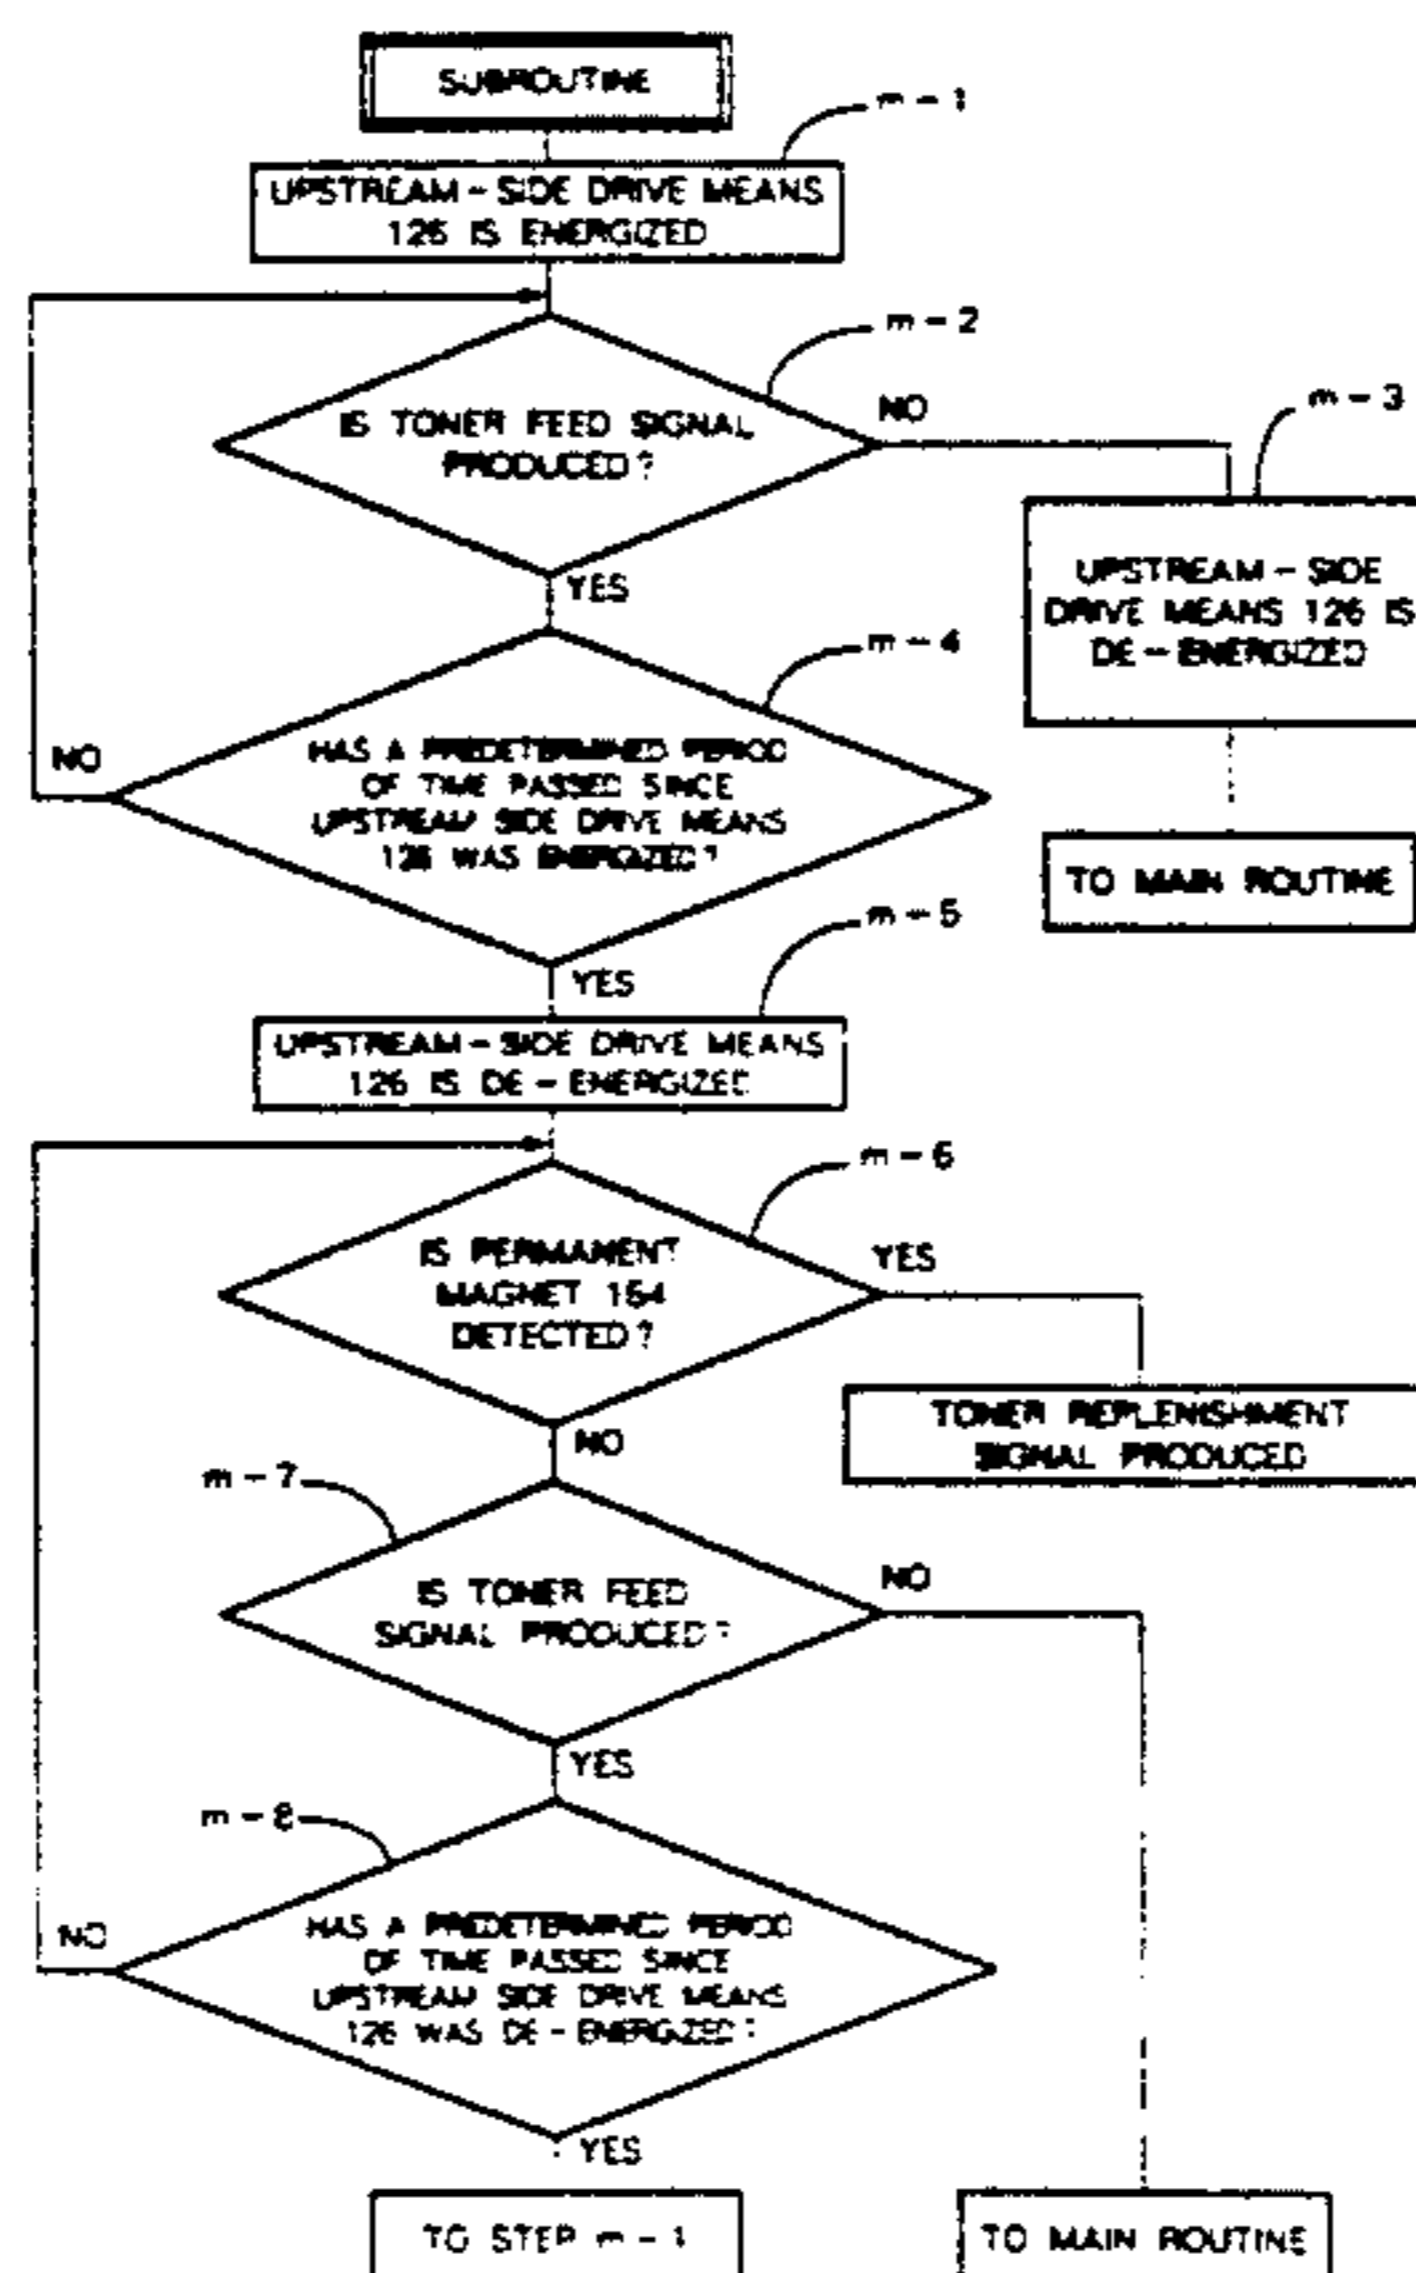 SUBROUTINE
m-1
UPSTREAM-SIDE DRIVE MEANS
126 IS ENERGIZED
m-2
IS TONER FEED SIGNAL
PRODUCED?
NO
m-3
UPSTREAM-SIDE
DRIVE MEANS 126 IS
DE-ENERGIZED
YES
m-4
HAS A PREDETERMINED PERIOD
OF TIME PASSED SINCE
UPSTREAM SIDE DRIVE MEANS
126 WAS ENERGIZED?
NO
TO MAIN ROUTINE
YES
m-5
UPSTREAM-SIDE DRIVE MEANS
126 IS DE-ENERGIZED
m-6
IS PERMANENT
MAGNET 164
DETECTED?
YES
TONER REPLENISHMENT
SIGNAL PRODUCED
NO
m-7
IS TONER FEED
SIGNAL PRODUCED?
NO
YES
m-8
HAS A PREDETERMINED PERIOD
OF TIME PASSED SINCE
UPSTREAM SIDE DRIVE MEANS
126 WAS DE-ENERGIZED?
NO
YES
TO STEP m-1
TO MAIN ROUTINE